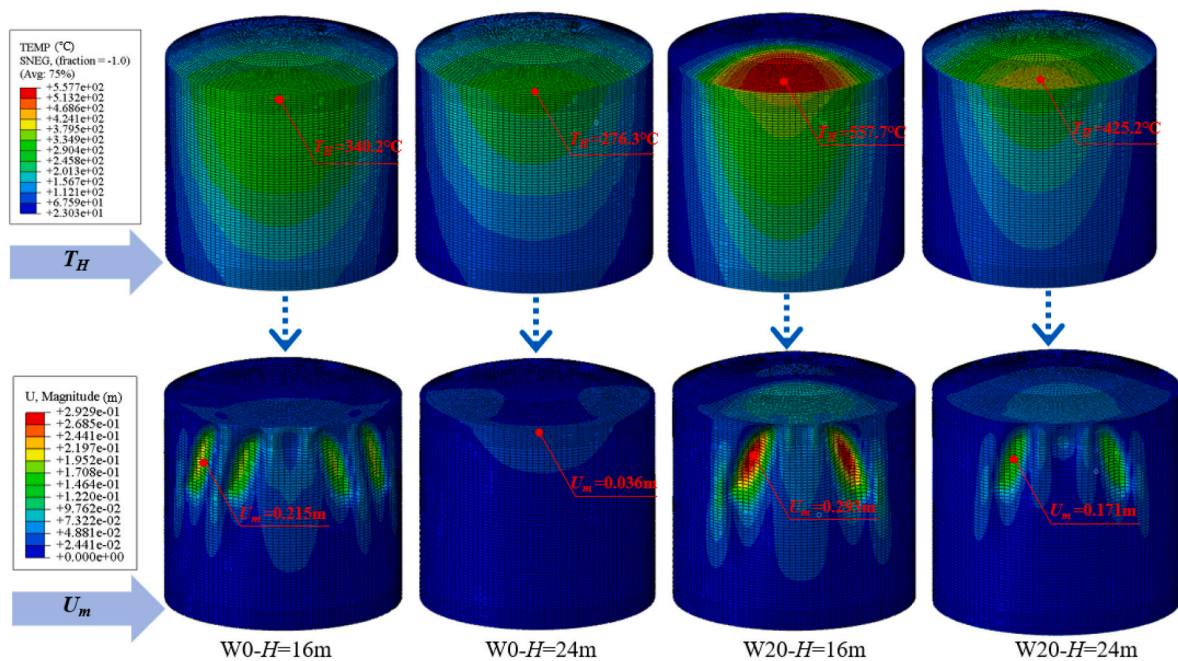 TEMP (°C)
SNEG, (fraction = -1.0)
(Avg: 75%)
+5.577e+02
+5.132e+02
+4.686e+02
+4.241e+02
+3.795e+02
+3.349e+02
+2.904e+02
+2.458e+02
+2.013e+02
+1.567e+02
+1.121e+02
+6.759e+01
+2.303e+01
T_H
T_H=340.2°C
T_H=276.3°C
T_H=557.7°C
T_H=425.2°C
U, Magnitude (m)
+2.929e-01
+2.685e-01
+2.441e-01
+2.197e-01
+1.952e-01
+1.708e-01
+1.464e-01
+1.220e-01
+9.762e-02
+7.322e-02
+4.881e-02
+2.441e-02
+0.000e+00
U_m
U_m=0.215m
U_m=0.036m
U_m=0.293m
U_m=0.171m
W0-H=16m
W0-H=24m
W20-H=16m
W20-H=24m